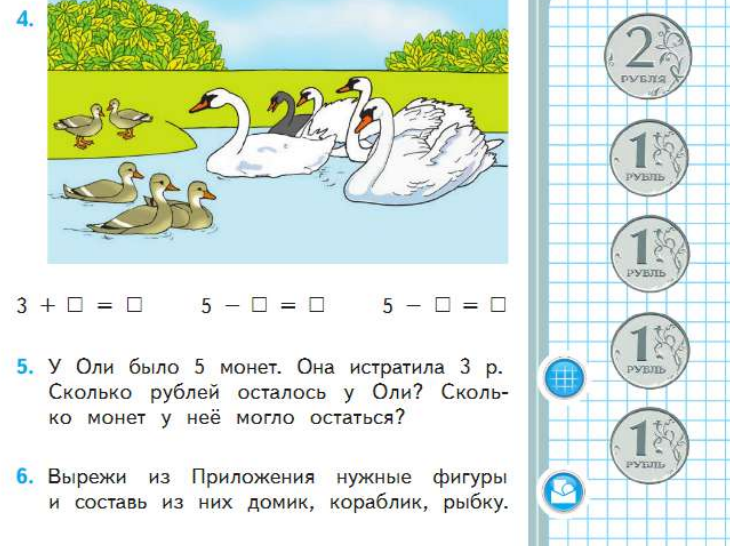 4.
3 + □ = □ 5 − □ = □ 5 − □ = □
5. У Оли было 5 монет. Она истратила 3 р.
Сколько рублей осталось у Оли? Сколь-
ко монет у неё могло остаться?
6. Вырежи из Приложения нужные фигуры
и составь из них домик, кораблик, рыбку.
2
РУБЛЯ
1
РУБЛЬ
1
РУБЛЬ
1
РУБЛЬ
1
РУБЛЬ